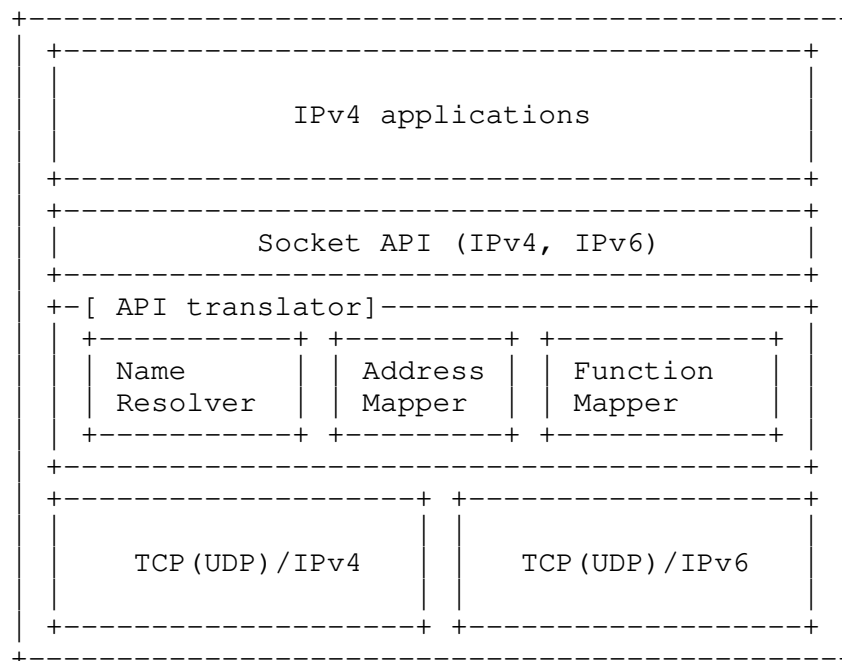 IPv4 applications
Socket API (IPv4, IPv6)
[ API translator]
Name Address Function
Resolver Mapper Mapper
TCP(UDP)/IPv4 TCP(UDP)/IPv6